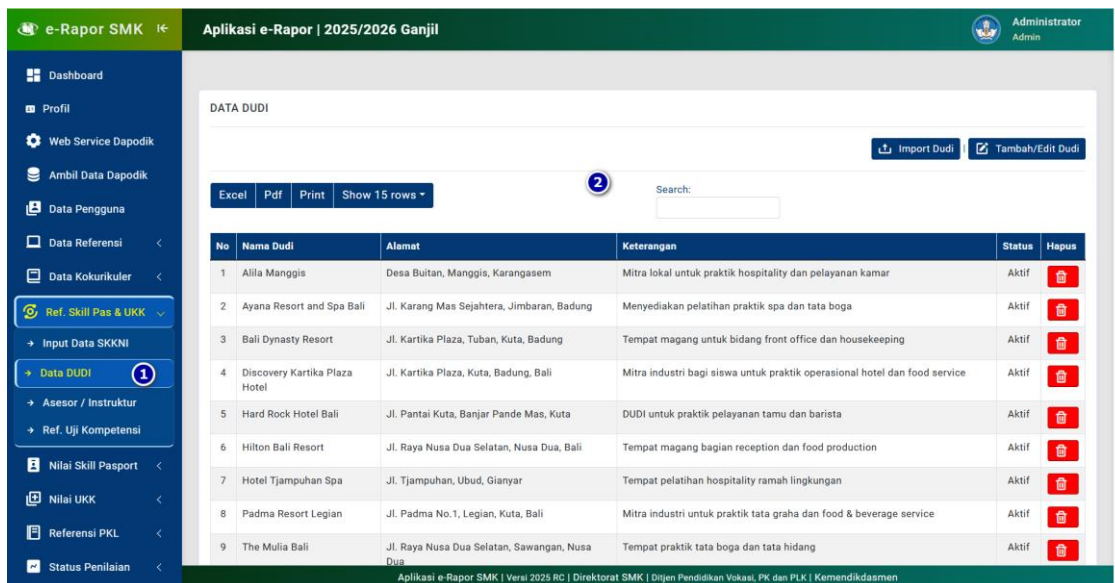 e-Rapor SMK
Aplikasi e-Rapor | 2025/2026 Ganjil
Administrator
Admin
Dashboard
Profil
Web Service Dapodik
Ambil Data Dapodik
Data Pengguna
Data Referensi
Data Kokurikuler
Ref. Skill Pas & UKK
Input Data SKKNI
Data DUDI 1
Asesor / Instruktur
Ref. Uji Kompetensi
Nilai Skill Pasport
Nilai UKK
Referensi PKL
Status Penilaian
DATA DUDI
Import Dudi | Tambah/Edit Dudi
Excel Pdf Print Show 15 rows
2
Search:
No Nama Dudi Alamat Keterangan Status Hapus
1 Alila Manggis Desa Buitan, Manggis, Karangasem Mitra lokal untuk praktik hospitality dan pelayanan kamar Aktif
2 Ayana Resort and Spa Bali Jl. Karang Mas Sejahtera, Jimbaran, Badung Menyediakan pelatihan praktik spa dan tata boga Aktif
3 Bali Dynasty Resort Jl. Kartika Plaza, Tuban, Kuta, Badung Tempat magang untuk bidang front office dan housekeeping Aktif
4 Discovery Kartika Plaza Jl. Kartika Plaza, Kuta, Badung, Bali Mitra industri bagi siswa untuk praktik operasional hotel dan food service Aktif
Hotel
5 Hard Rock Hotel Bali Jl. Pantai Kuta, Banjar Pande Mas, Kuta DUDI untuk praktik pelayanan tamu dan barista Aktif
6 Hilton Bali Resort Jl. Raya Nusa Dua Selatan, Nusa Dua, Bali Tempat magang bagian reception dan food production Aktif
7 Hotel Tjampuhan Spa Jl. Tjampuhan, Ubud, Gianyar Tempat pelatihan hospitality ramah lingkungan Aktif
8 Padma Resort Legian Jl. Padma No.1, Legian, Kuta, Bali Mitra industri untuk praktik tata graha dan food & beverage service Aktif
9 The Mulia Bali Jl. Raya Nusa Dua Selatan, Sawangan, Nusa Tempat praktik tata boga dan tata hidang Aktif
Dua
Aplikasi e-Rapor SMK | Versi 2025 RC | Direktorat SMK | Ditjen Pendidikan Vokasi, PK dan PLK | Kemendikdasmen